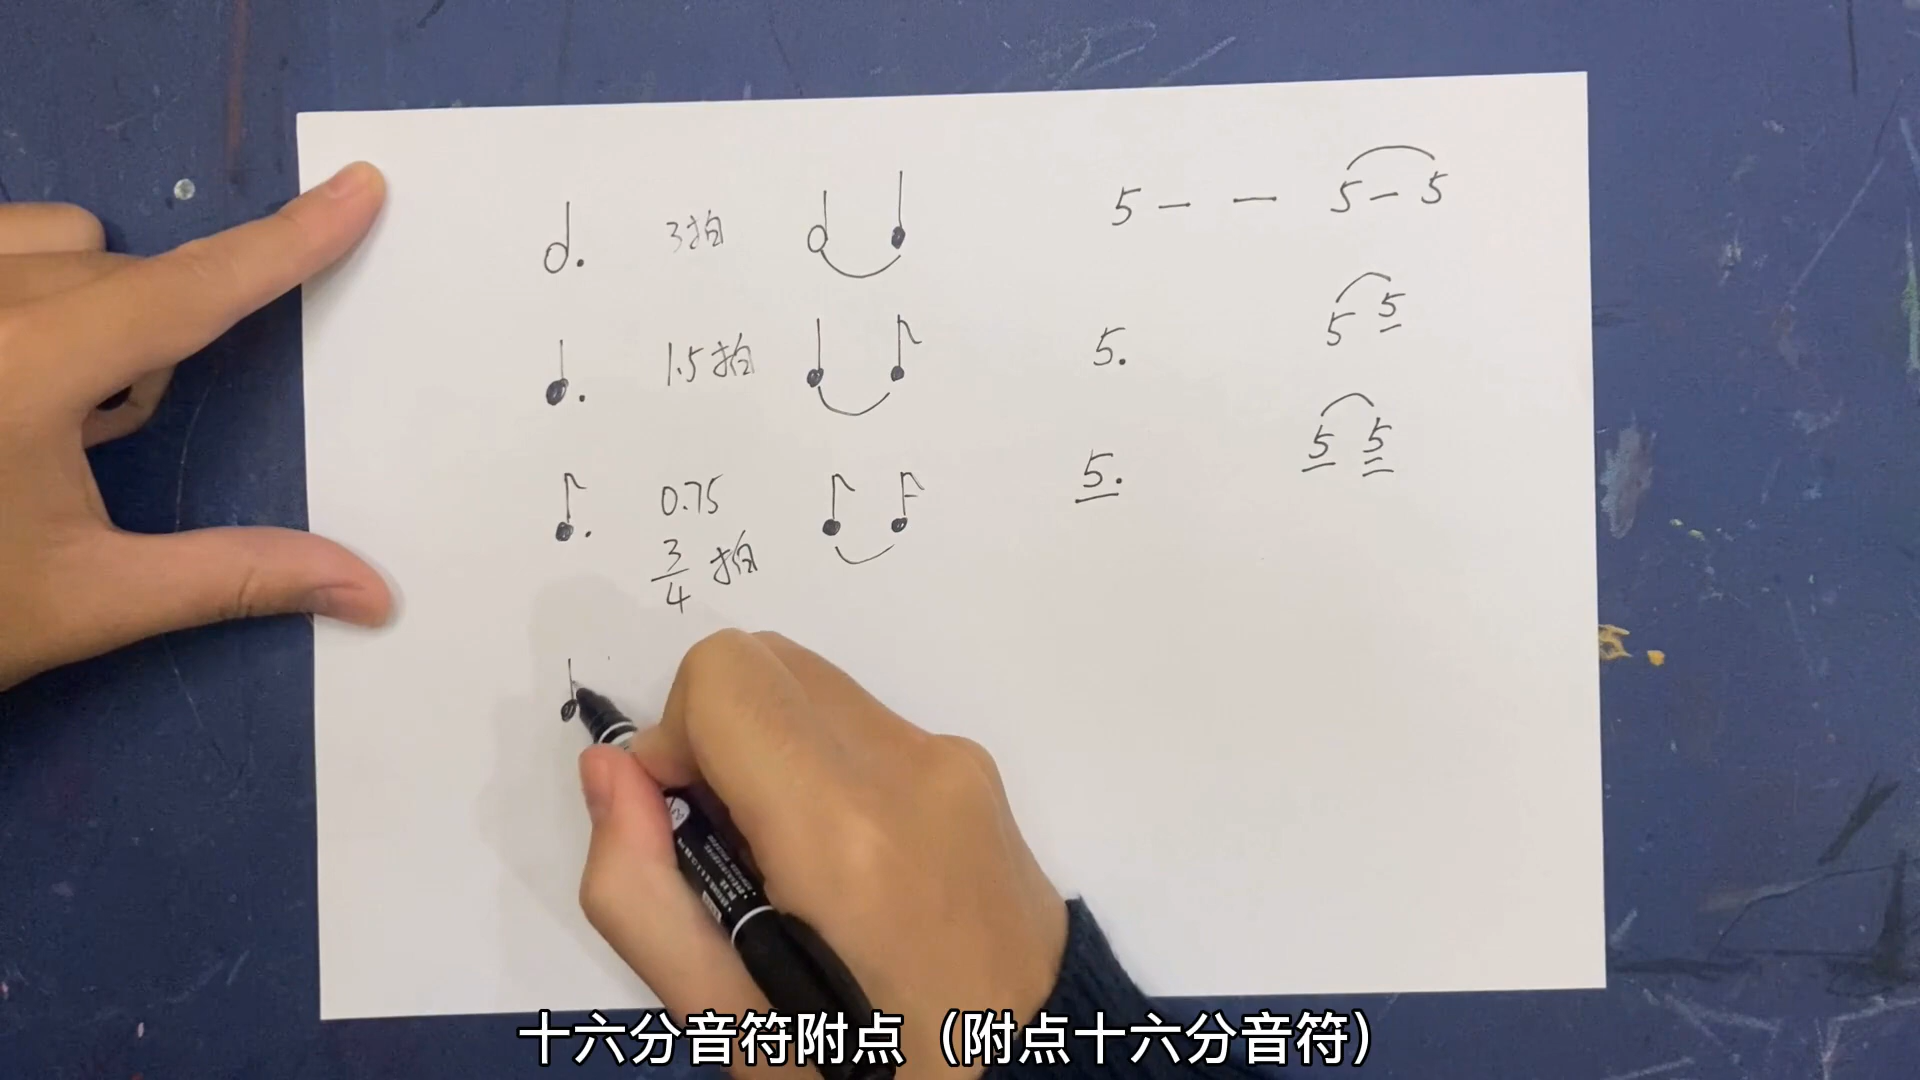 3拍 5 — — 5 — 5
1.5拍 5. 5 5
0.75 5. 5 5
3/4 拍
十六分音符附点（附点十六分音符）